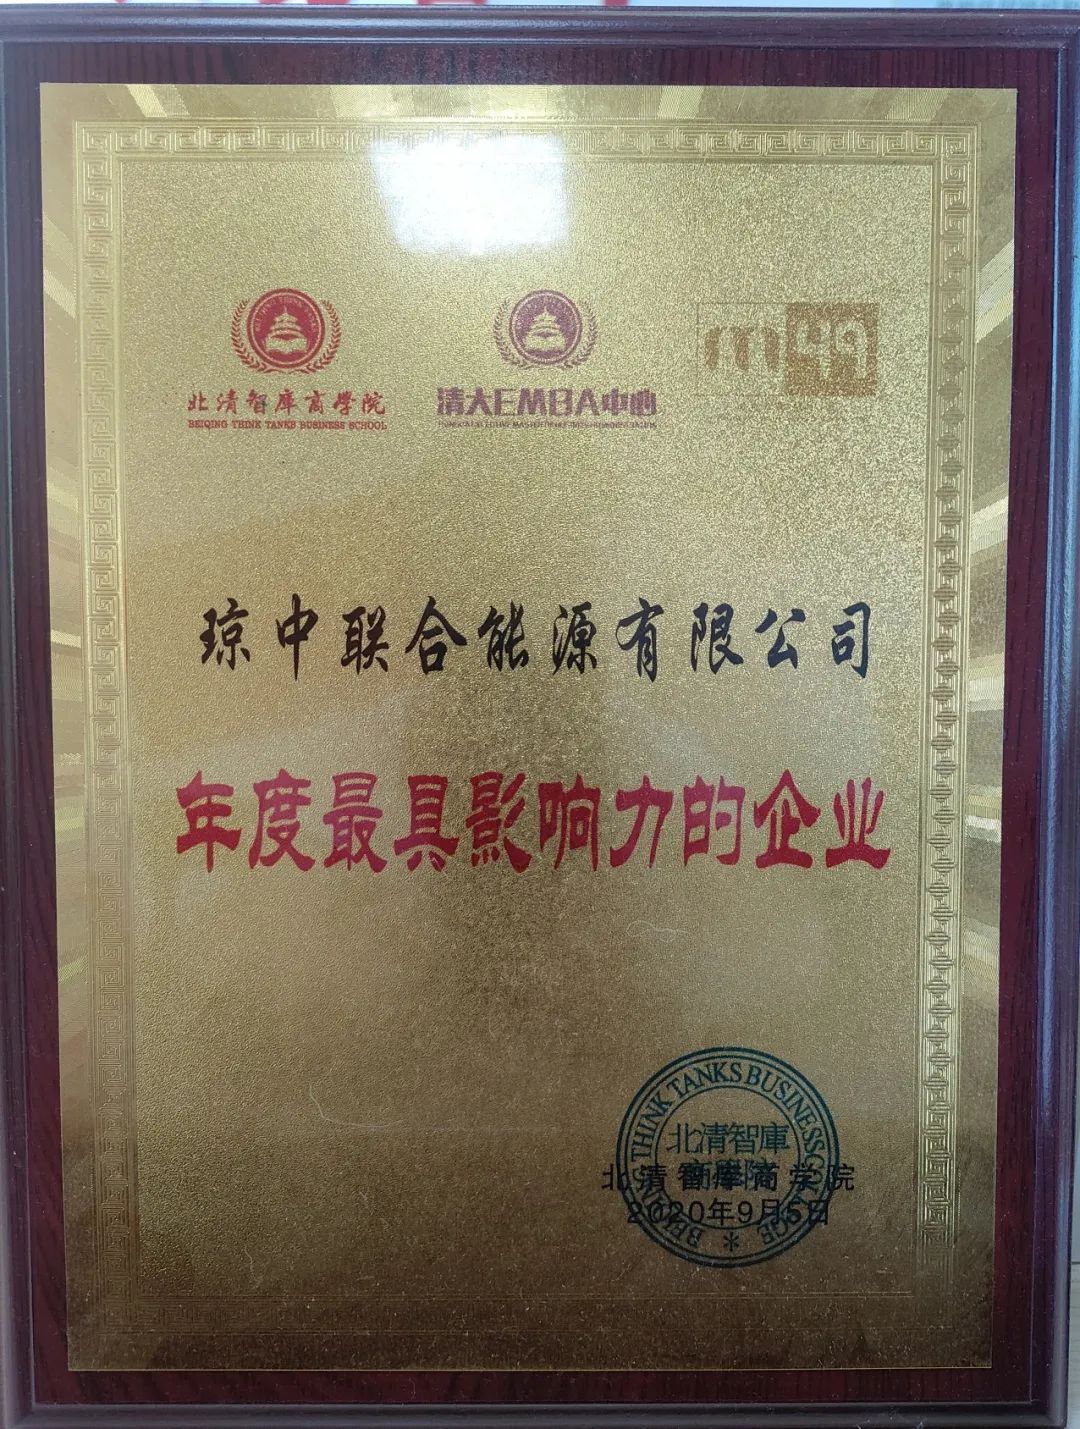 北清智库商學院
BEIQING THINK TANKS BUSINESS SCHOOL
清大EMBA中心
m49
琼中联合能源有限公司
年度最具影响力的企业
THINK TANKS BUSINESS
北清智庫
北清智库商学院
2020年9月5日